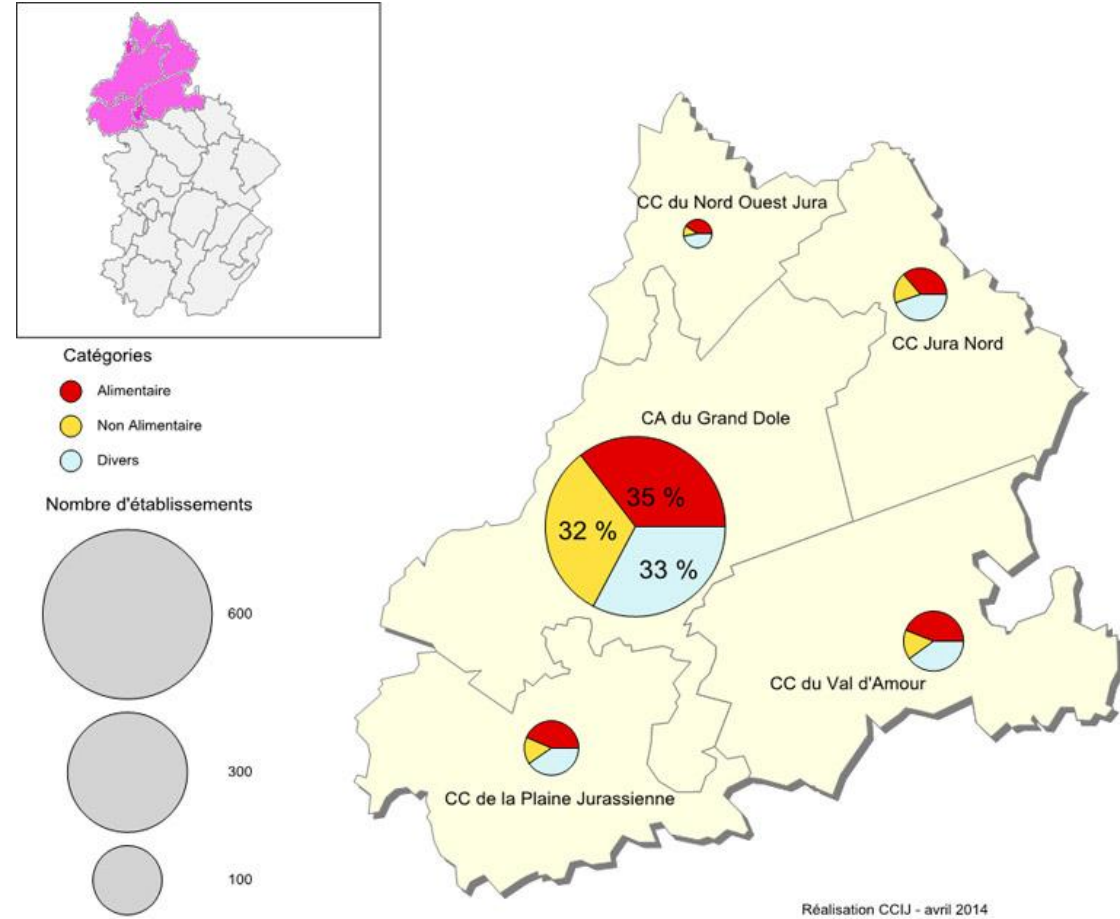 Catégories
Alimentaire
Non Alimentaire
Divers
Nombre d'établissements
600
300
100
CC du Nord Ouest Jura
CC Jura Nord
CA du Grand Dole
35 %
32 %
33 %
CC du Val d'Amour
CC de la Plaine Jurassienne
Réalisation CCIJ - avril 2014